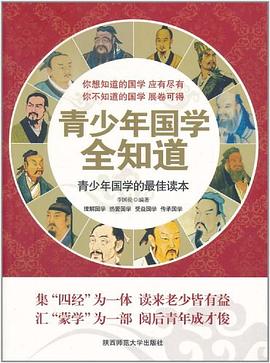 你想知道的国学 应有尽有
你不知道的国学 展卷可得
青少年国学
全知道
青少年国学的最佳读本
李国锐◎编著
理解国学 热爱国学 受益国学 传承国学
集“四经”为一体 读来老少皆有益
汇“蒙学”为一部 阅后青年成才俊
陕西师范大学出版社